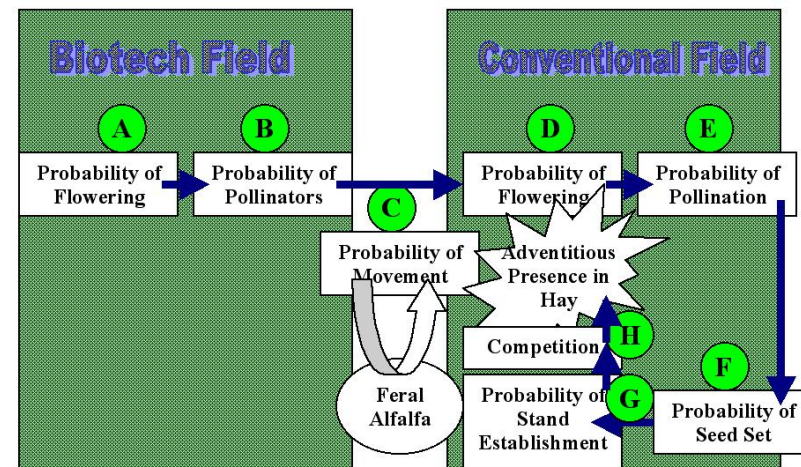 Biotech Field
Conventional Field
A
B
D
E
Probability of
Flowering
Probability of
Pollinators
Probability of
Flowering
Probability of
Pollination
C
Probability of
Movement
Adventitious
Presence in
Hay
H
Competition
F
G
Feral
Alfalfa
Probability of
Stand
Establishment
Probability of
Seed Set